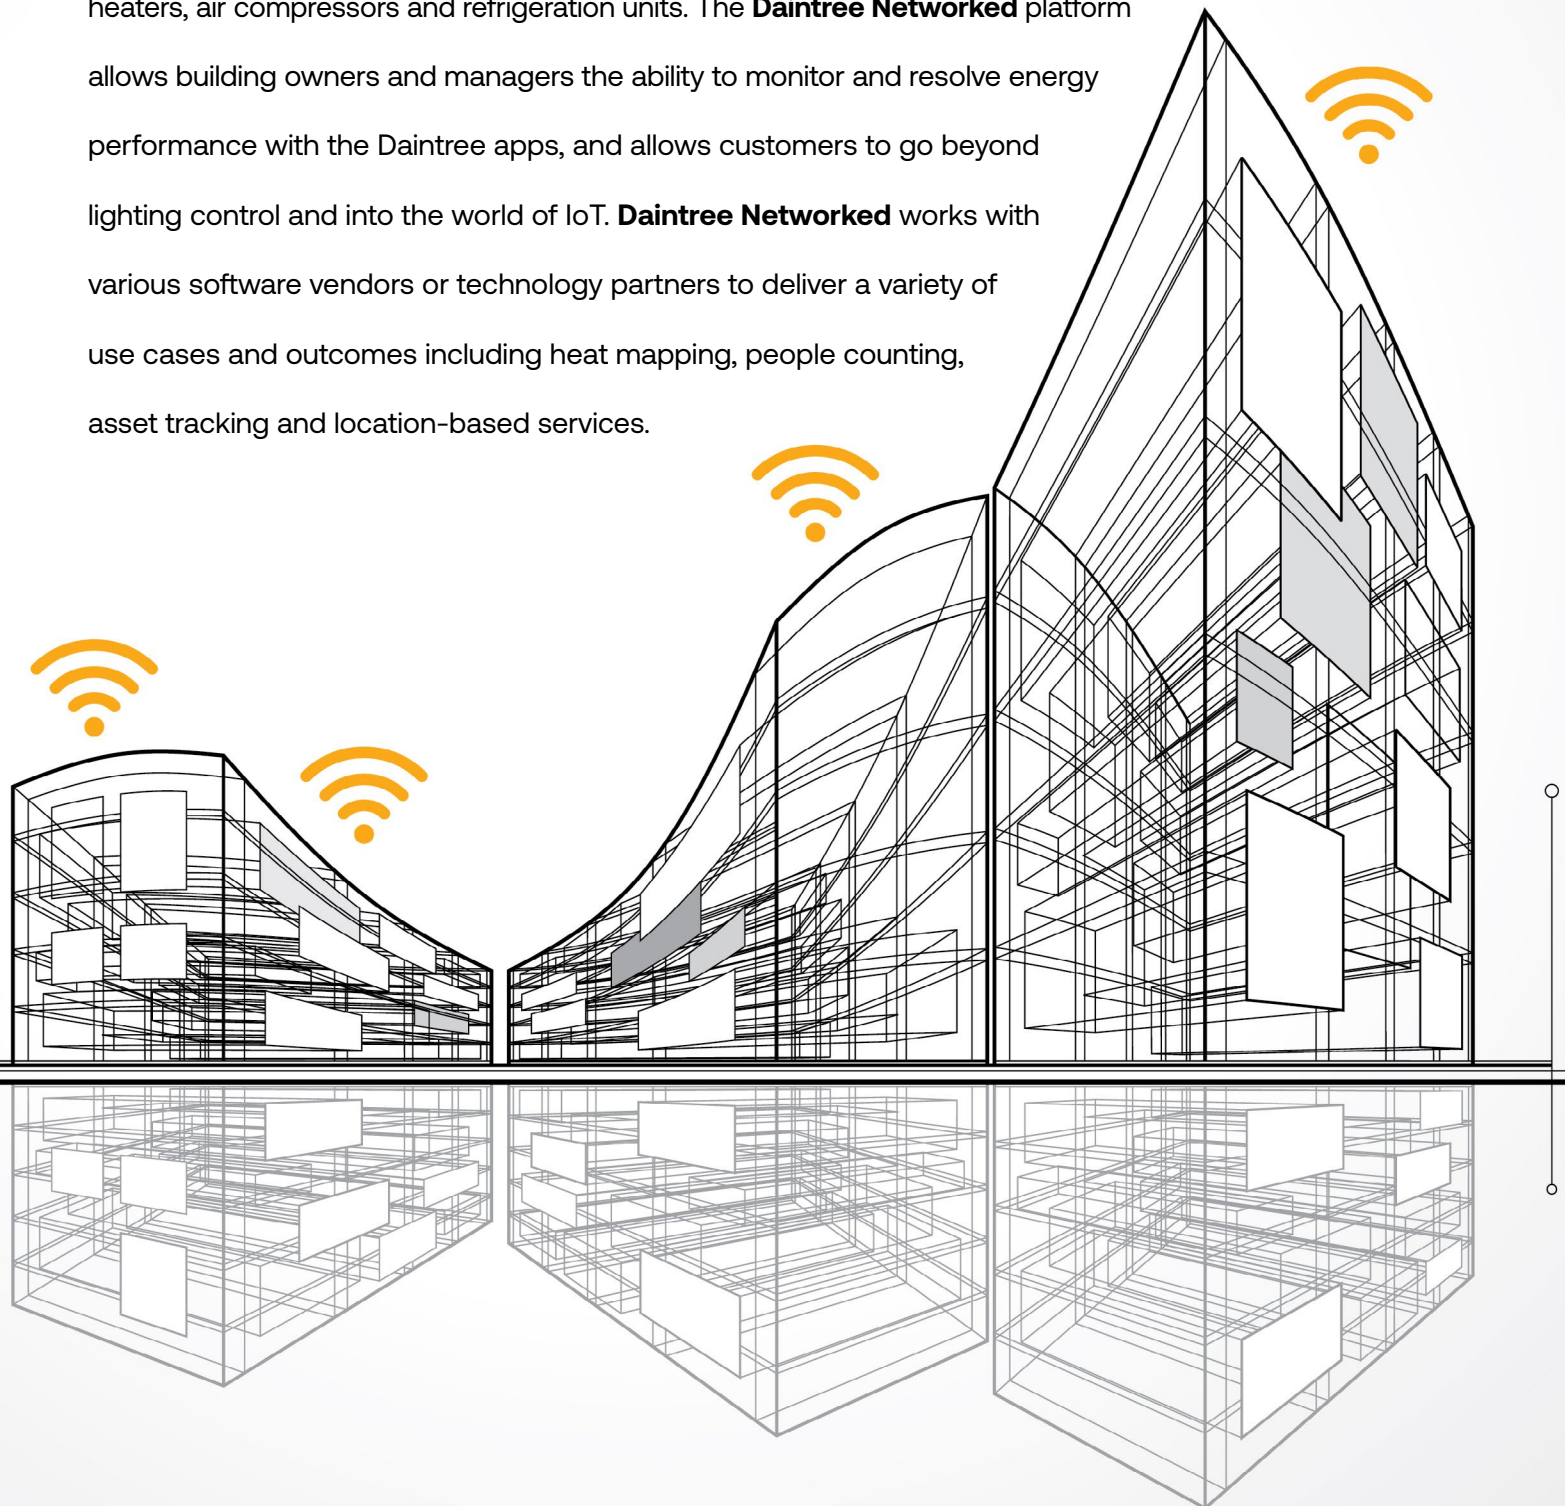 heaters, air compressors and refrigeration units. The Daintree Networked platform
allows building owners and managers the ability to monitor and resolve energy
performance with the Daintree apps, and allows customers to go beyond
lighting control and into the world of IoT. Daintree Networked works with
various software vendors or technology partners to deliver a variety of
use cases and outcomes including heat mapping, people counting,
asset tracking and location-based services.